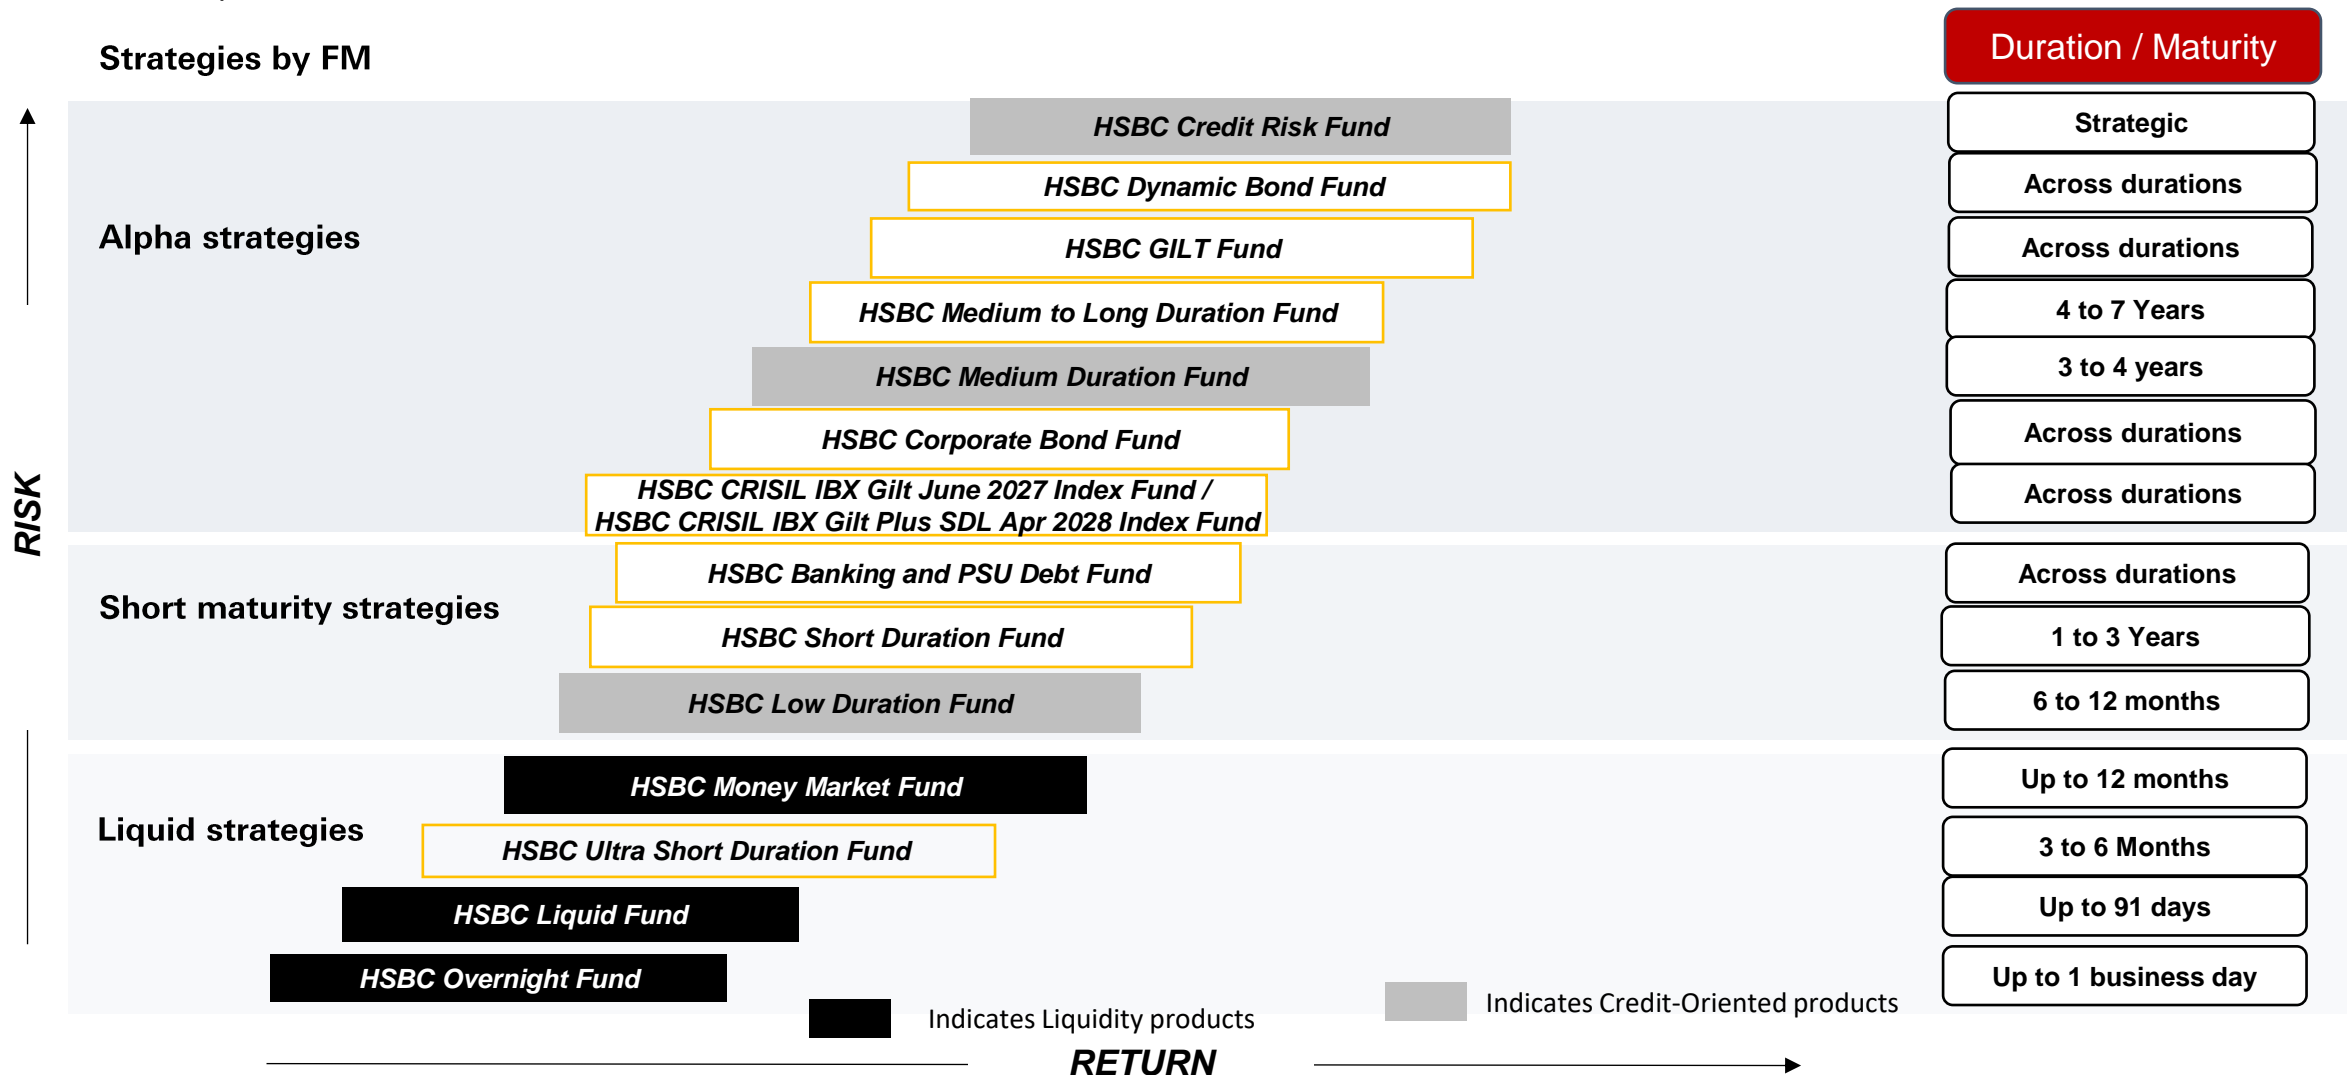 Strategies by FM
Duration / Maturity
HSBC Credit Risk Fund
Strategic
HSBC Dynamic Bond Fund
Across durations
Alpha strategies
HSBC GILT Fund
Across durations
HSBC Medium to Long Duration Fund
4 to 7 Years
HSBC Medium Duration Fund
3 to 4 years
HSBC Corporate Bond Fund
Across durations
HSBC CRISIL IBX Gilt June 2027 Index Fund /
HSBC CRISIL IBX Gilt Plus SDL Apr 2028 Index Fund
Across durations
RISK
HSBC Banking and PSU Debt Fund
Across durations
Short maturity strategies
HSBC Short Duration Fund
1 to 3 Years
HSBC Low Duration Fund
6 to 12 months
HSBC Money Market Fund
Up to 12 months
Liquid strategies
HSBC Ultra Short Duration Fund
3 to 6 Months
HSBC Liquid Fund
Up to 91 days
HSBC Overnight Fund
Up to 1 business day
Indicates Liquidity products
Indicates Credit-Oriented products
RETURN